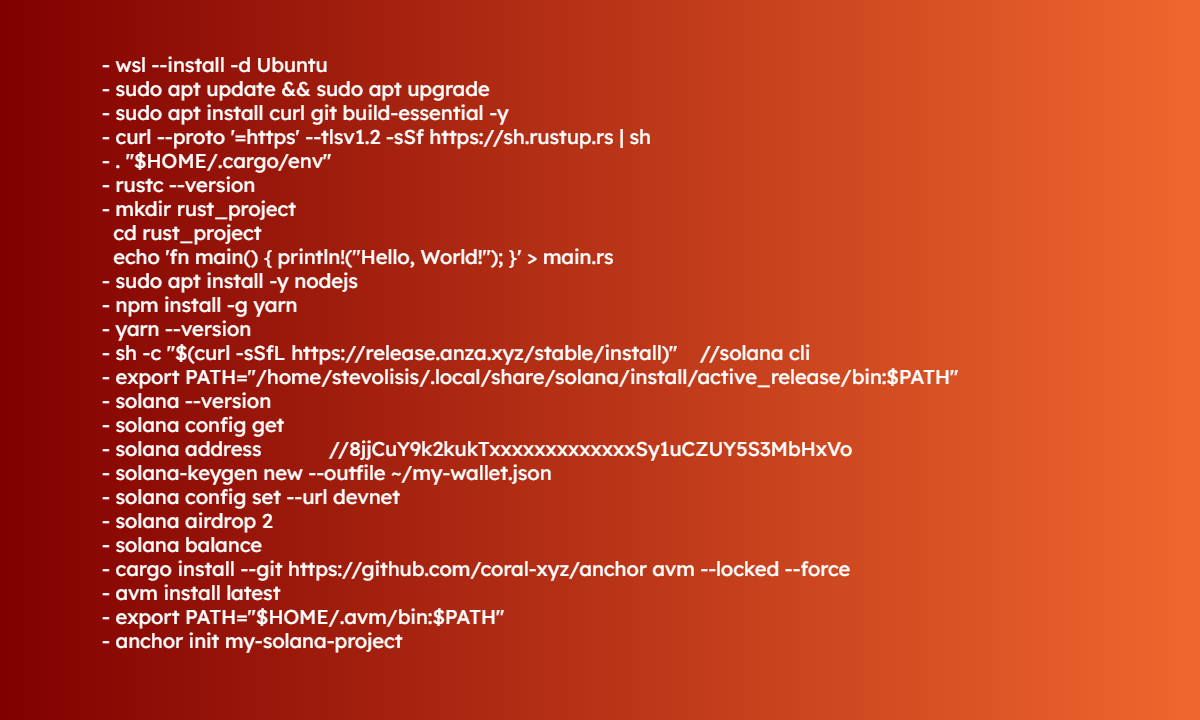 - wsl --install -d Ubuntu
- sudo apt update && sudo apt upgrade
- sudo apt install curl git build-essential -y
- curl --proto '=https' --tlsv1.2 -sSf https://sh.rustup.rs | sh
- . "$HOME/.cargo/env"
- rustc --version
- mkdir rust_project
cd rust_project
echo 'fn main() { println!("Hello, World!"); }' > main.rs
- sudo apt install -y nodejs
- npm install -g yarn
- yarn --version
- sh -c "$(curl -sSfL https://release.anza.xyz/stable/install)" //solana cli
- export PATH="/home/stevolisis/.local/share/solana/install/active_release/bin:$PATH"
- solana --version
- solana config get
- solana address //8jjCuY9k2kukTxxxxxxxxxxxxxSy1uCZUY5S3MbHxVo
- solana-keygen new --outfile ~/my-wallet.json
- solana config set --url devnet
- solana airdrop 2
- solana balance
- cargo install --git https://github.com/coral-xyz/anchor avm --locked --force
- avm install latest
- export PATH="$HOME/.avm/bin:$PATH"
- anchor init my-solana-project